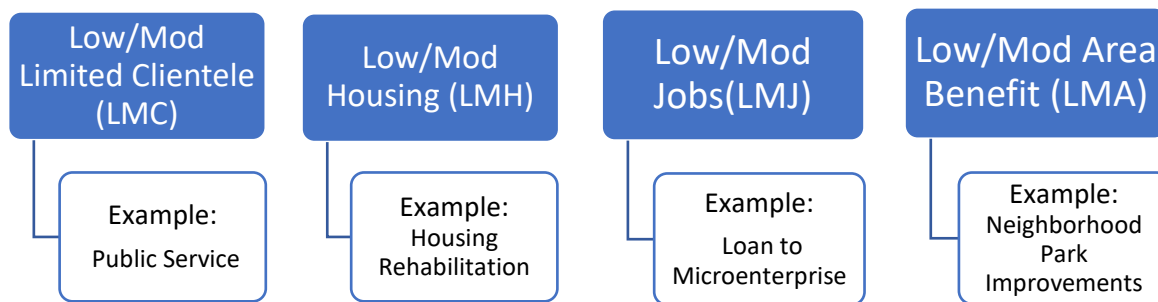 Low/Mod
Limited Clientele
(LMC)
Example:
Public Service
Low/Mod
Housing (LMH)
Example:
Housing
Rehabilitation
Low/Mod
Jobs(LMJ)
Example:
Loan to
Microenterprise
Low/Mod Area
Benefit (LMA)
Example:
Neighborhood
Park
Improvements